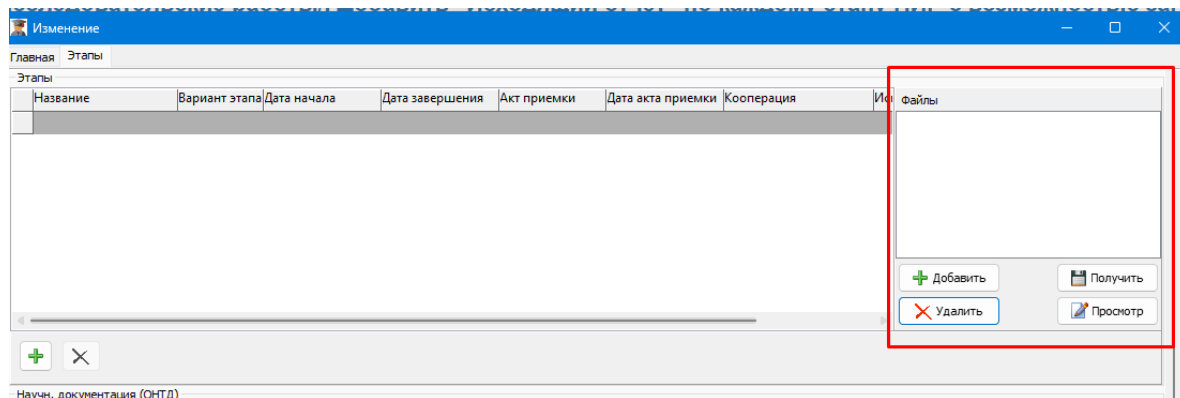 Изменение
Главная Этапы
Этапы
Название Вариант этапа Дата начала Дата завершения Акт приемки Дата акта приемки Кооперация
Файлы
Добавить Получить
Удалить Просмотр
Научн. документация (ОНТД)